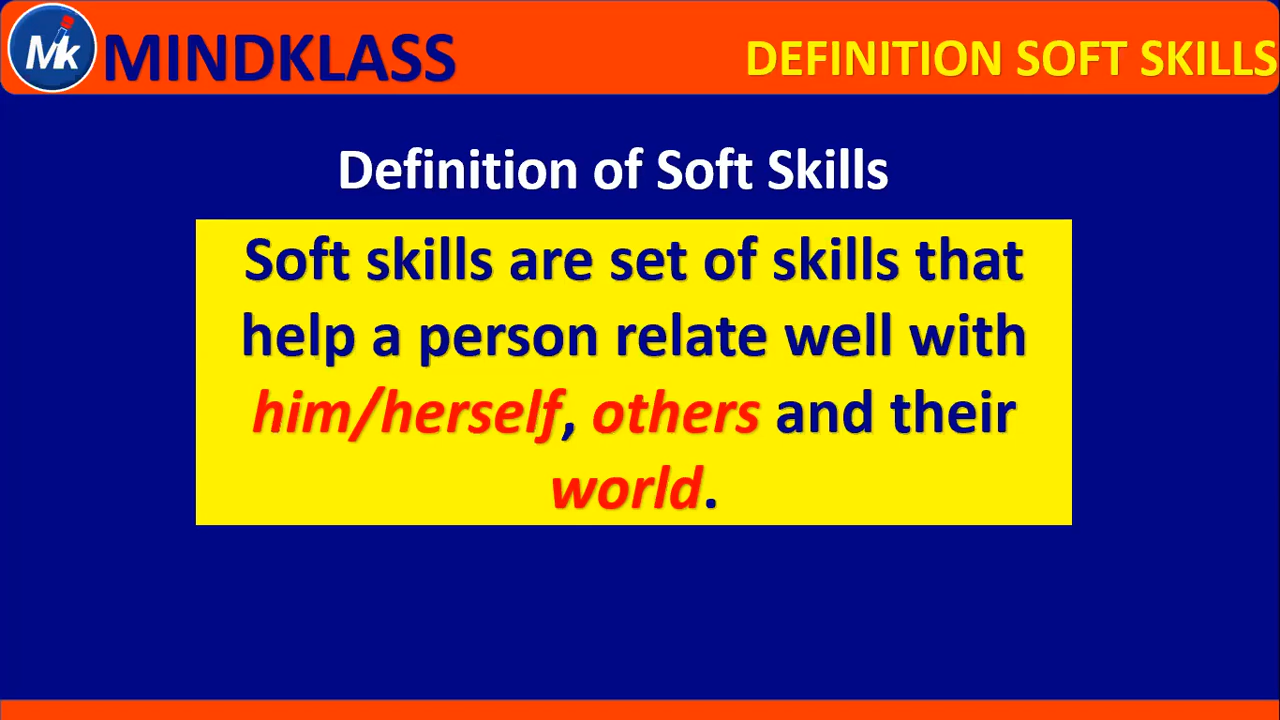 Mk MINDKLASS
DEFINITION SOFT SKILLS
Definition of Soft Skills
Soft skills are set of skills that
help a person relate well with
him/herself, others and their
world.